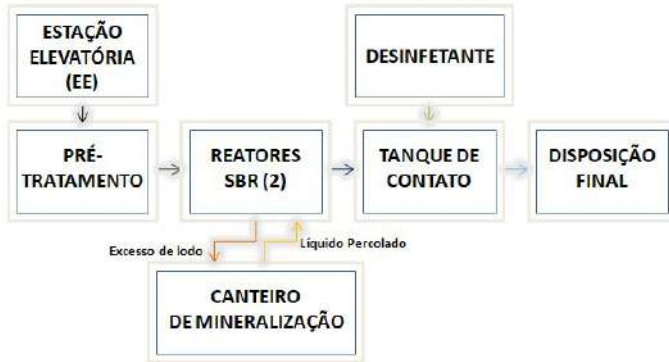 ESTAÇÃO
ELEVATÓRIA
(EE)
DESINFETANTE
PRÉ-
TRATAMENTO
REATORES
SBR (2)
TANQUE DE
CONTATO
DISPOSIÇÃO
FINAL
Excesso de lodo
Líquido Percolado
CANTEIRO
DE MINERALIZAÇÃO